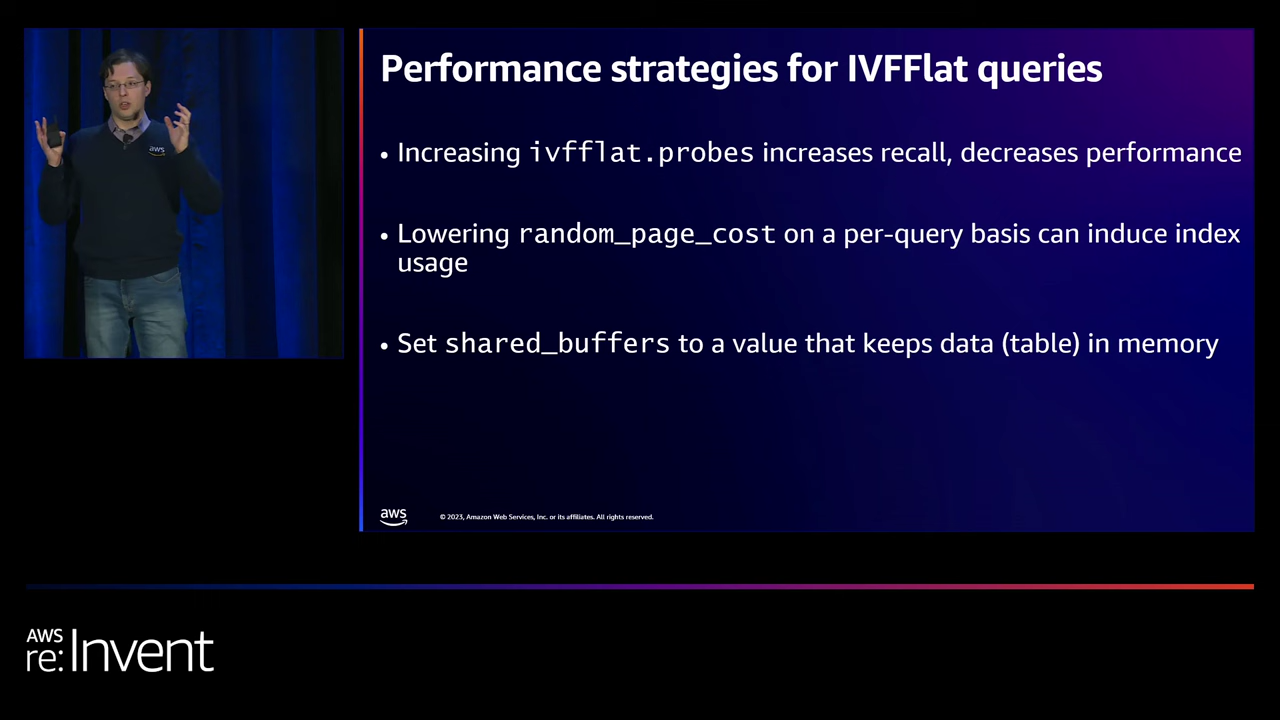 aws
Performance strategies for IVFFlat queries
• Increasing ivfflat.probes increases recall, decreases performance
• Lowering random_page_cost on a per-query basis can induce index
usage
• Set shared_buffers to a value that keeps data (table) in memory
aws
© 2023, Amazon Web Services, Inc. or its affiliates. All rights reserved.
AWS
re:Invent